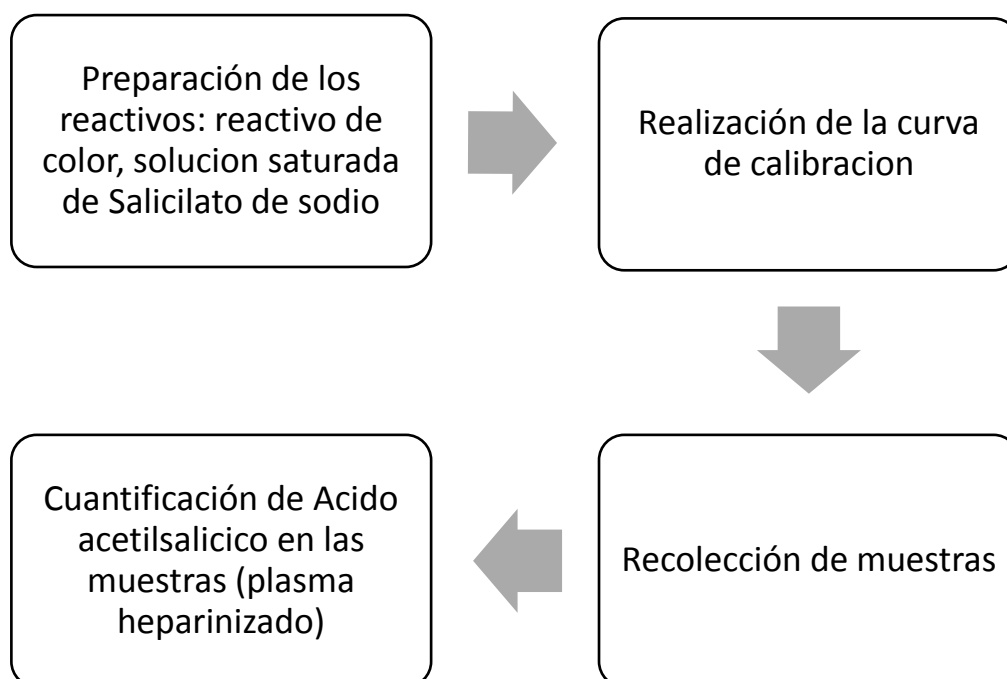 Preparación de los
reactivos: reactivo de
color, solucion saturada
de Salicilato de sodio
Realización de la curva
de calibracion
Recolección de muestras
Cuantificación de Acido
acetilsalicico en las
muestras (plasma
heparinizado)